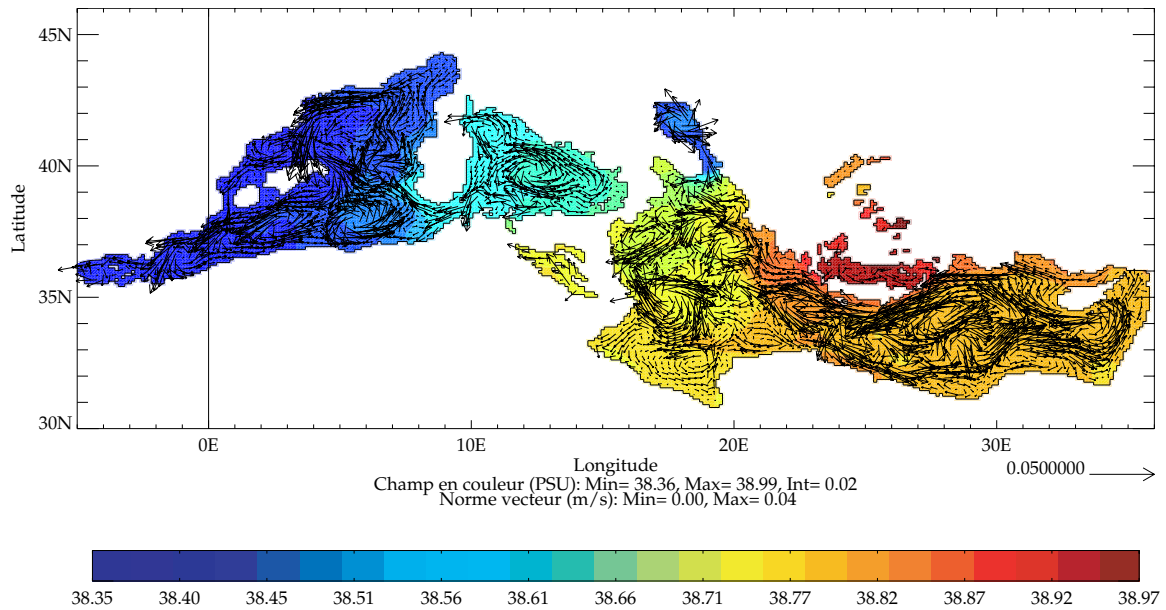 45N
40N
35N
30N
Latitude
0E 10E 20E 30E
Longitude
0.0500000
Champ en couleur (PSU): Min= 38.36, Max= 38.99, Int= 0.02
Norme vecteur (m/s): Min= 0.00, Max= 0.04
38.35 38.40 38.45 38.51 38.56 38.61 38.66 38.71 38.77 38.82 38.87 38.92 38.97